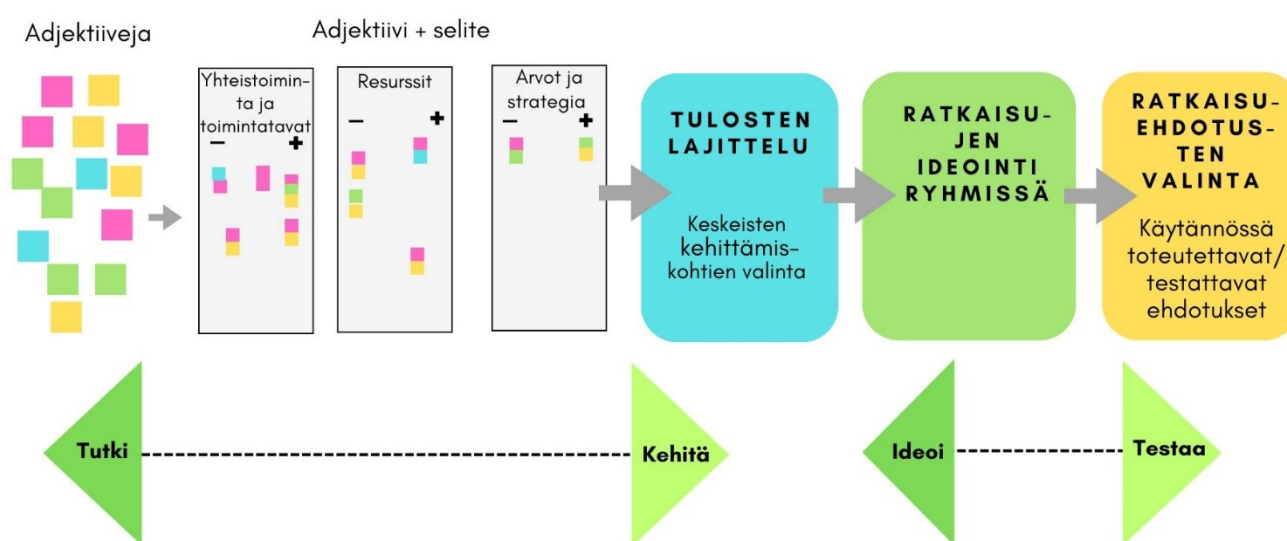 Adjektiiveja
Adjektiivi + selite
Yhteistoimin-
ta ja
toimintatavat
– +
Resurssit
– +
Arvot ja
strategia
– +
TULOSTEN
LAJITTELU
Keskeisten
kehittämis-
kohtien valinta
RATKAISU-
JEN
IDEOINTI
RYHMISSÄ
RATKAISU-
EHDOTUS-
TEN
VALINTA
Käytännössä
toteutettavat/
testattavat
ehdotukset
Tutki
Kehitä
Ideoi
Testaa